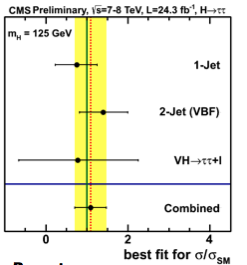 CMS Preliminary, √s=7-8 TeV, L=24.3 fb⁻¹, H→ττ
m_H = 125 GeV
1-Jet
2-Jet (VBF)
VH→ττ+l
Combined
0 2 4
best fit for σ/σ_SM